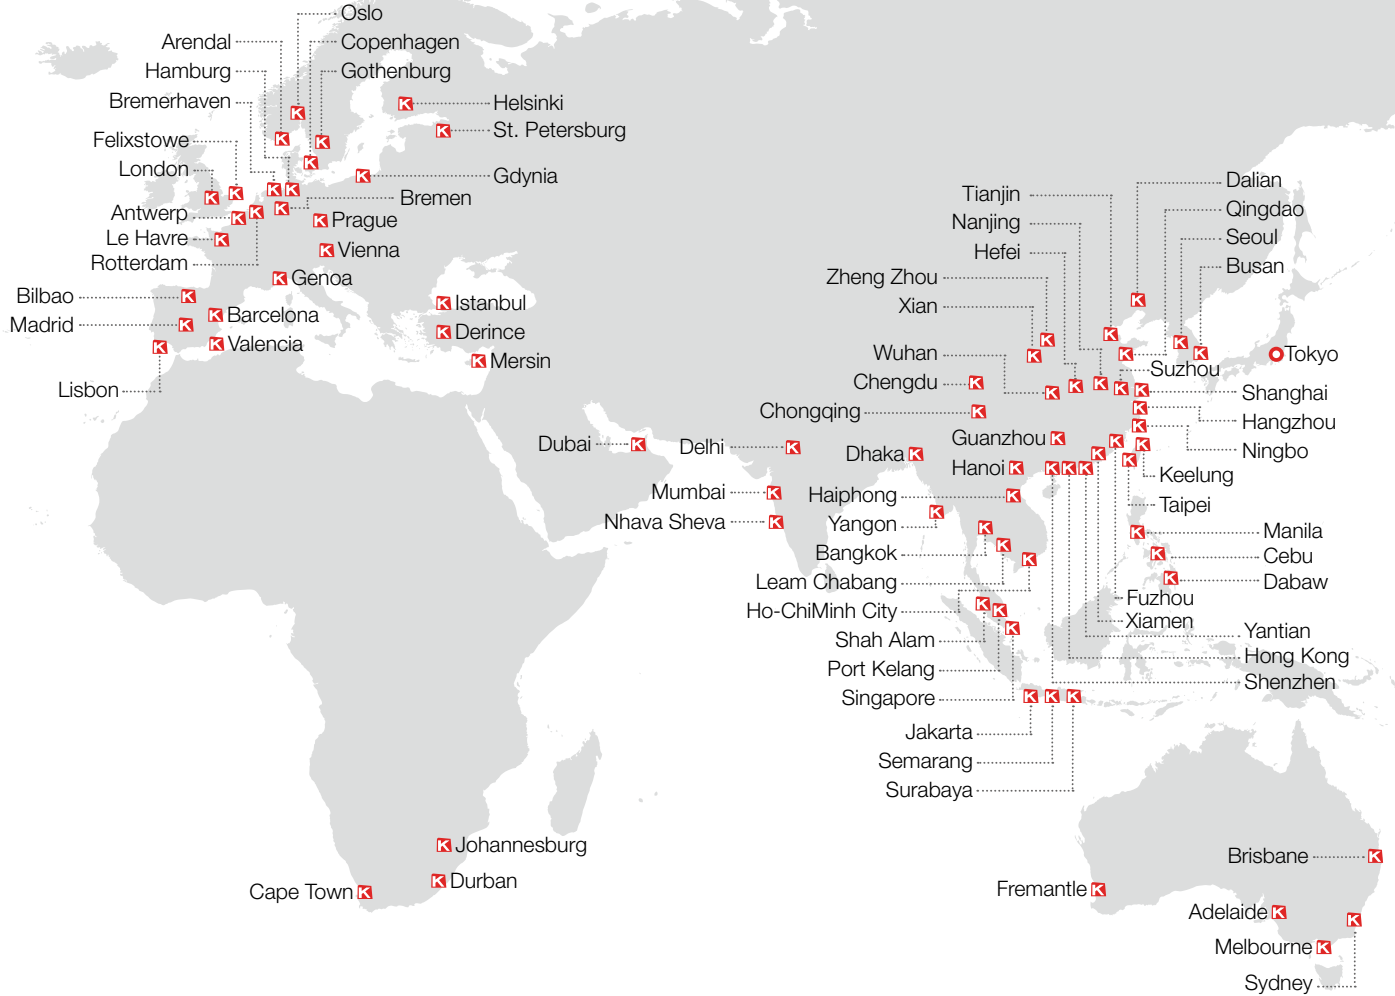 Oslo
Arendal
Copenhagen
Hamburg
Gothenburg
Bremerhaven
Helsinki
St. Petersburg
Felixstowe
London
Gdynia
Bremen
Antwerp
Prague
Le Havre
Vienna
Rotterdam
Genoa
Bilbao
Istanbul
Barcelona
Madrid
Derince
Valencia
Mersin
Lisbon
Dalian
Tianjin
Qingdao
Nanjing
Seoul
Hefei
Busan
Zheng Zhou
Xian
Wuhan
Tokyo
Suzhou
Chengdu
Shanghai
Chongqing
Hangzhou
Guanzhou
Dubai
Delhi
Dhaka
Ningbo
Hanoi
Keelung
Mumbai
Haiphong
Taipei
Nhava Sheva
Yangon
Manila
Bangkok
Cebu
Leam Chabang
Dabaw
Fuzhou
Ho-ChiMinh City
Xiamen
Yantian
Shah Alam
Hong Kong
Port Kelang
Shenzhen
Singapore
Jakarta
Semarang
Surabaya
Johannesburg
Brisbane
Durban
Cape Town
Fremantle
Adelaide
Melbourne
Sydney